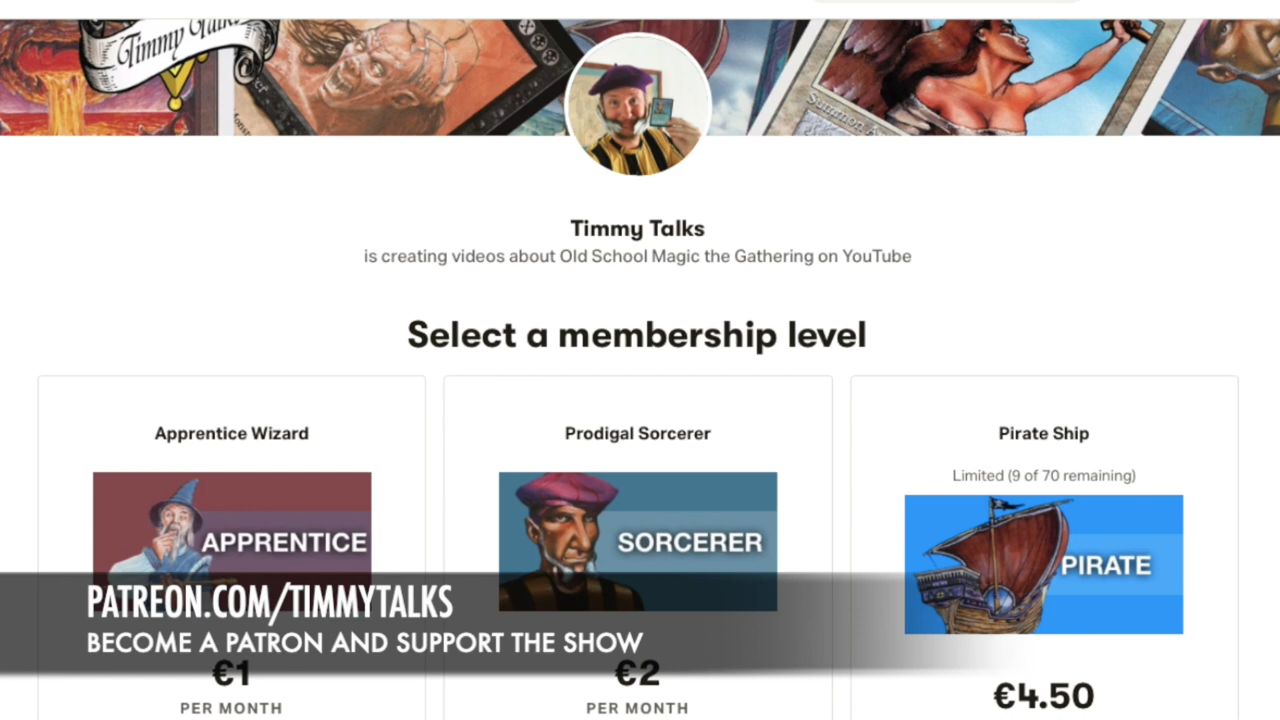 Timmy Talks
Summon A
Timmy Talks
is creating videos about Old School Magic the Gathering on YouTube
Select a membership level
Apprentice Wizard
Prodigal Sorcerer
Pirate Ship
Limited (9 of 70 remaining)
APPRENTICE
SORCERER
PIRATE
PATREON.COM/TIMMYTALKS
BECOME A PATRON AND SUPPORT THE SHOW
€1
€2
€4.50
PER MONTH
PER MONTH